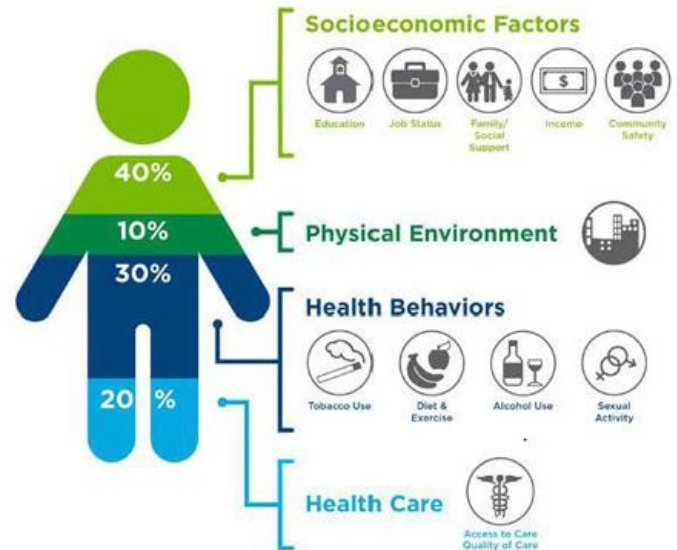 Socioeconomic Factors
Education
Job Status
Family/
Social
Support
Income
Community
Safety
40%
10%
Physical Environment
30%
Health Behaviors
Tobacco Use
Diet &
Exercise
Alcohol Use
Sexual
Activity
20 %
Health Care
Access to Care
Quality of Care
$